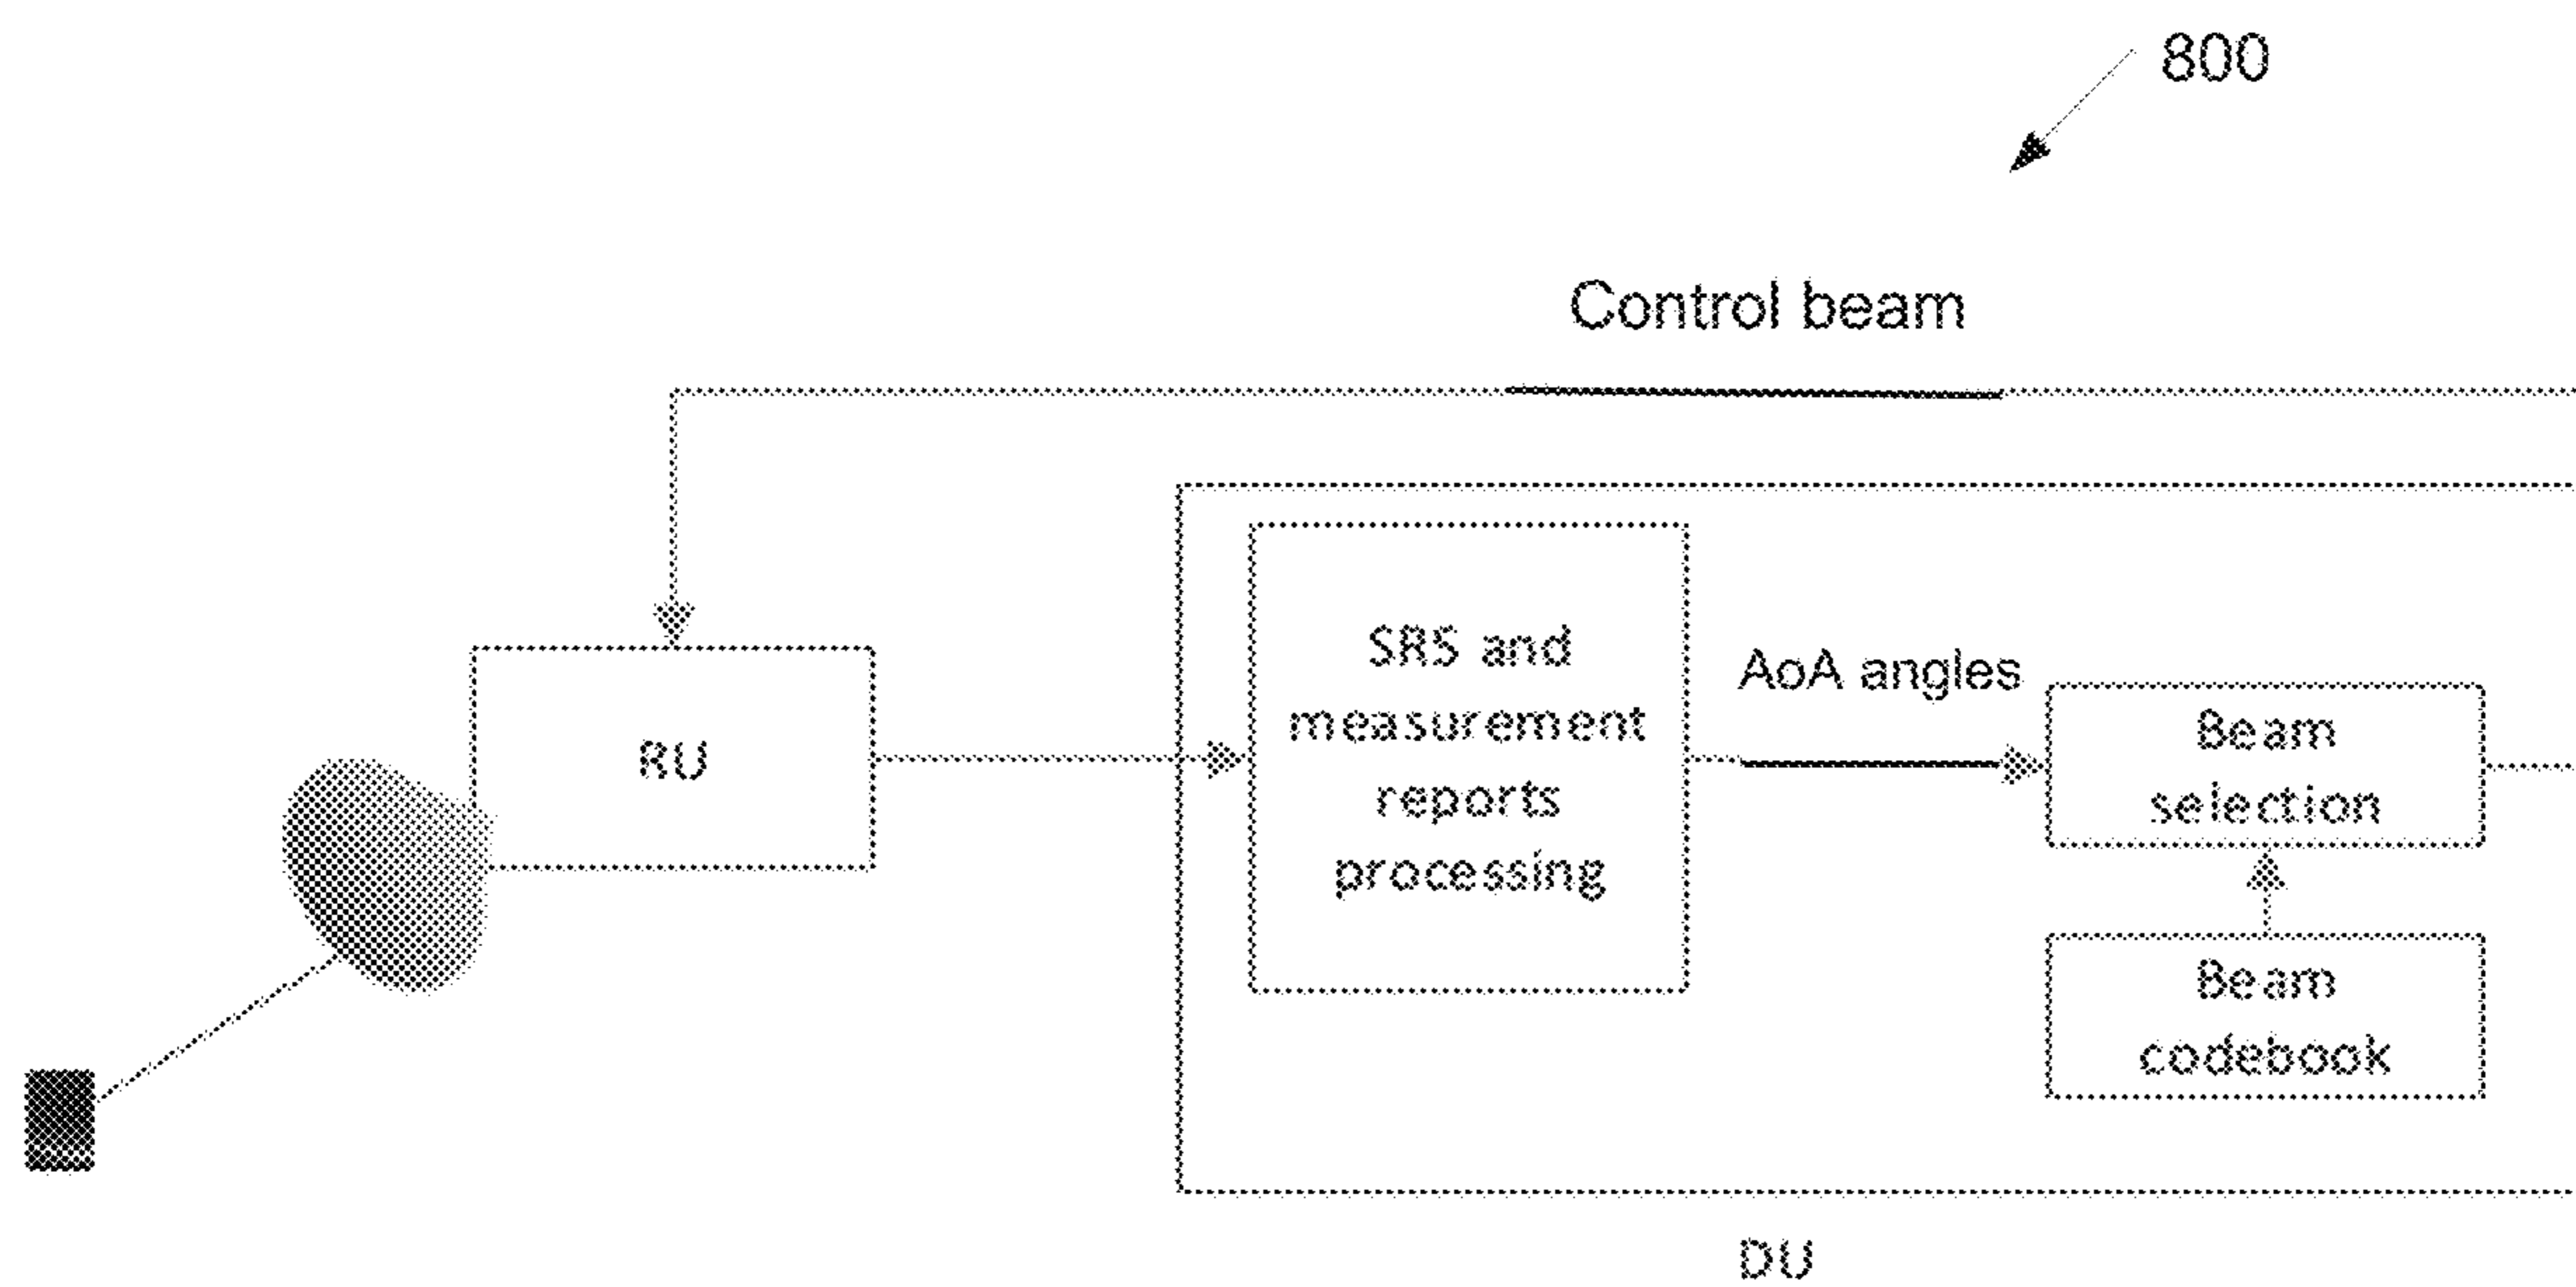 800
Control beam
RU
SRS and
measurement
reports
processing
AoA angles
Beam
selection
Beam
codebook
DU